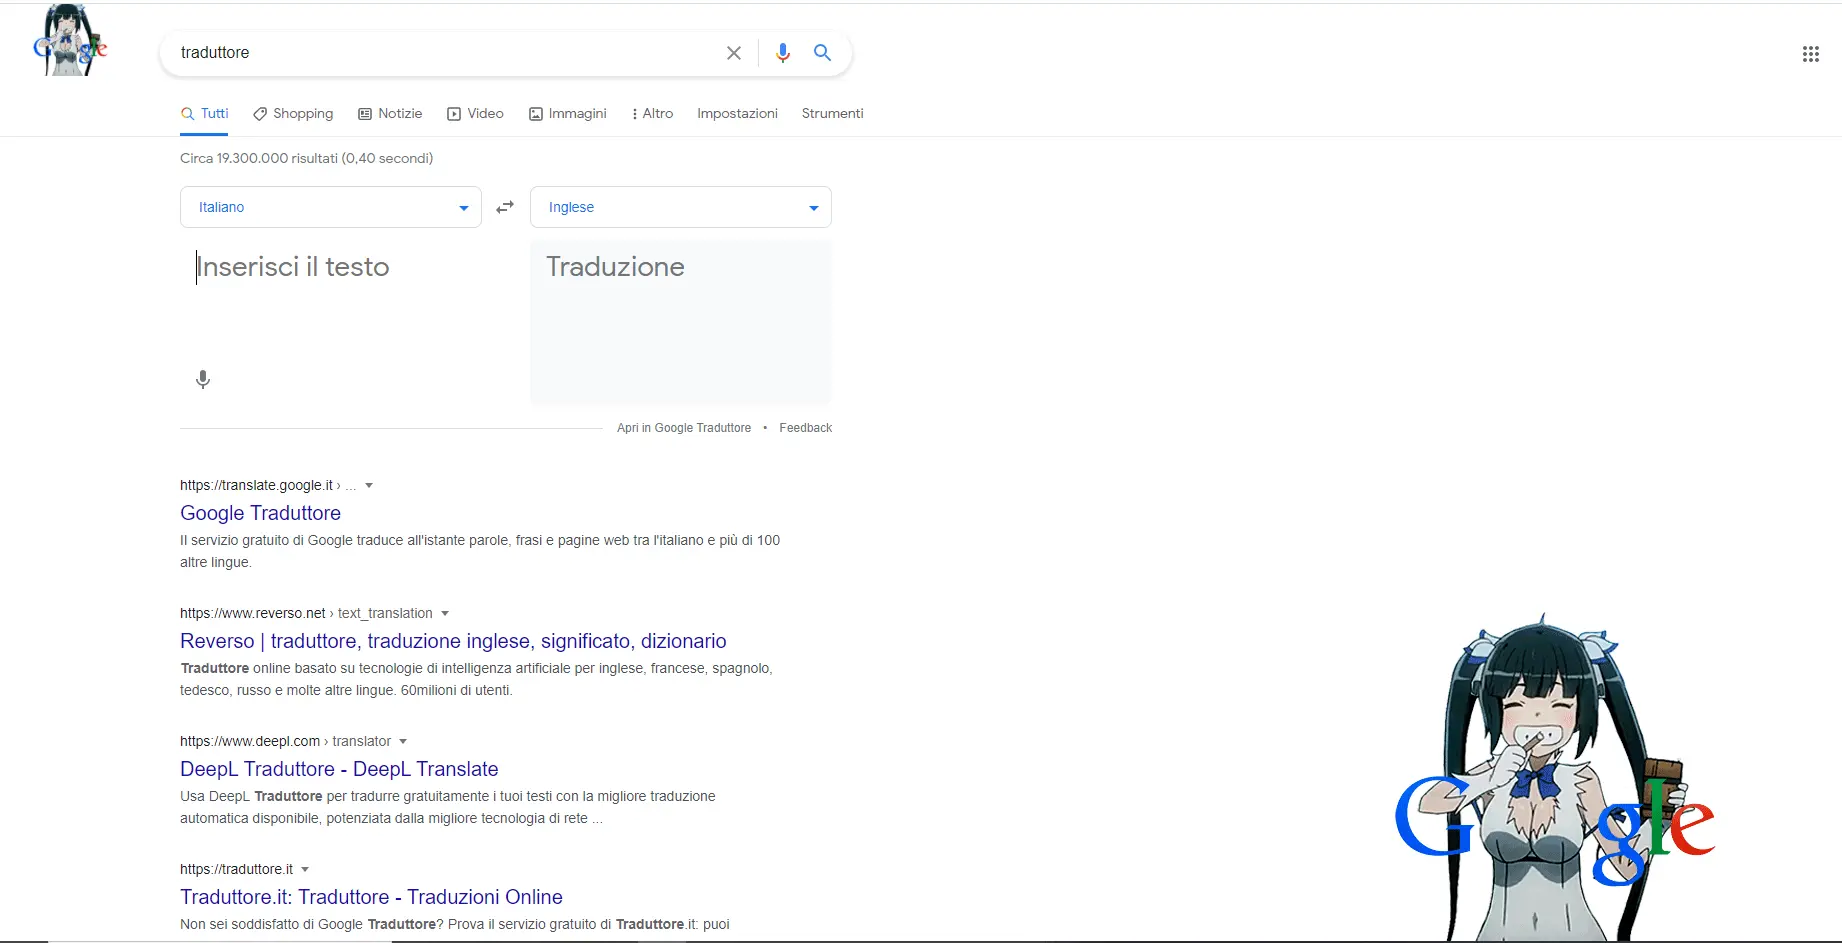 Google
traduttore
Tutti
Shopping
Notizie
Video
Immagini
Altro
Impostazioni
Strumenti
Circa 19.300.000 risultati (0,40 secondi)
Italiano
Inglese
Inserisci il testo
Traduzione
Apri in Google Traduttore • Feedback
https://translate.google.it › ...
Google Traduttore
Il servizio gratuito di Google traduce all'istante parole, frasi e pagine web tra l'italiano e più di 100
altre lingue.
https://www.reverso.net › text_translation
Reverso | traduttore, traduzione inglese, significato, dizionario
Traduttore online basato su tecnologie di intelligenza artificiale per inglese, francese, spagnolo,
tedesco, russo e molte altre lingue. 60milioni di utenti.
https://www.deepl.com › translator
DeepL Traduttore - DeepL Translate
Usa DeepL Traduttore per tradurre gratuitamente i tuoi testi con la migliore traduzione
automatica disponibile, potenziata dalla migliore tecnologia di rete ...
https://traduttore.it
Traduttore.it: Traduttore - Traduzioni Online
Non sei soddisfatto di Google Traduttore? Prova il servizio gratuito di Traduttore.it: puoi
G gle